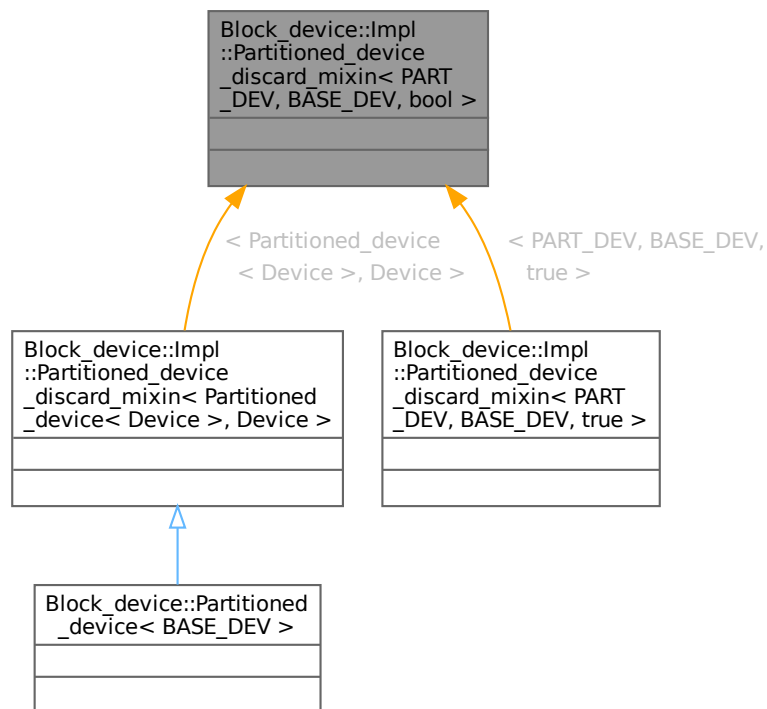 Block_device::Impl
::Partitioned_device
_discard_mixin< PART
_DEV, BASE_DEV, bool >
< Partitioned_device
< Device >, Device >
< PART_DEV, BASE_DEV,
true >
Block_device::Impl
::Partitioned_device
_discard_mixin< Partitioned
_device< Device >, Device >
Block_device::Impl
::Partitioned_device
_discard_mixin< PART
_DEV, BASE_DEV, true >
Block_device::Partitioned
_device< BASE_DEV >